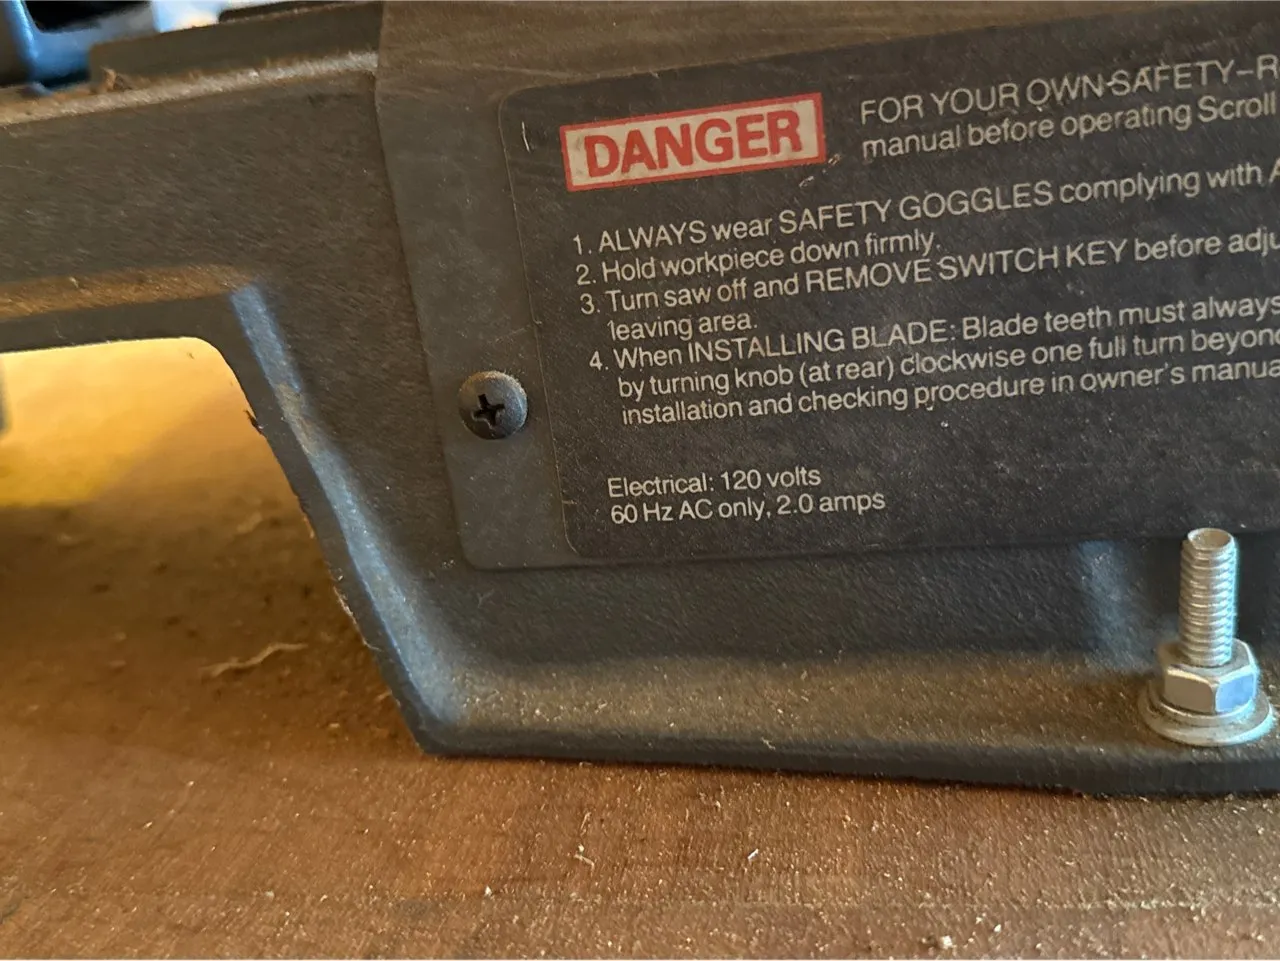 DANGER
FOR YOUR OWN SAFETY–R
manual before operating Scroll
1. ALWAYS wear SAFETY GOGGLES complying with A
2. Hold workpiece down firmly.
3. Turn saw off and REMOVE SWITCH KEY before adju
leaving area.
4. When INSTALLING BLADE: Blade teeth must always
by turning knob (at rear) clockwise one full turn beyon
installation and checking procedure in owner's manua
Electrical: 120 volts
60 Hz AC only, 2.0 amps